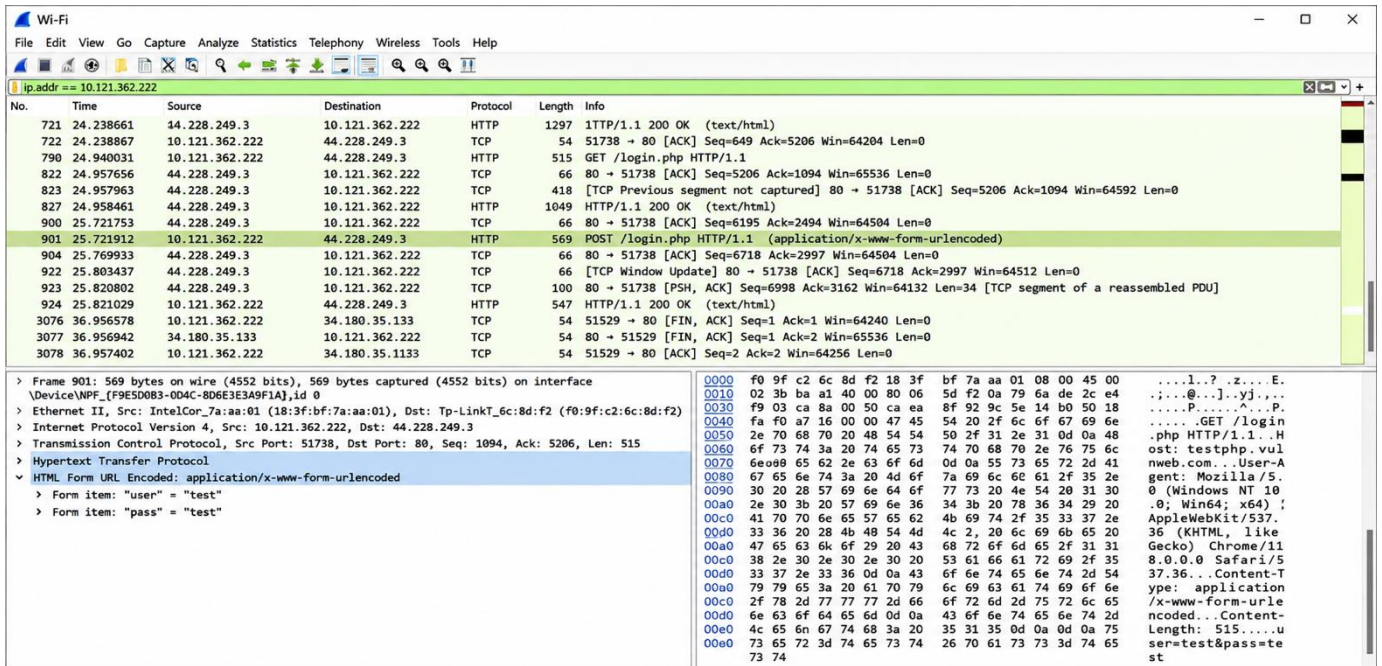 Wi-Fi
File Edit View Go Capture Analyze Statistics Telephony Wireless Tools Help
ip.addr == 10.121.362.222
No. Time Source Destination Protocol Length Info
721 24.238661 14.228.249.3 10.121.362.222 HTTP 1297 1TTP/1.1 200 OK (text/html)
722 24.238867 10.121.362.222 44.228.249.3 TCP 54 51738 → 80 [ACK] Seq=649 Ack=5206 Win=64204 Len=0
790 24.940031 10.121.362.222 44.228.249.3 HTTP 515 GET /login.php HTTP/1.1
822 24.957656 44.228.249.3 10.121.362.222 TCP 66 80 → 51738 [ACK] Seq=5206 Ack=1094 Win=65536 Len=0
823 24.957963 44.228.249.3 10.121.362.222 TCP 418 [TCP Previous segment not captured] 80 → 51738 [ACK] Seq=5206 Ack=1094 Win=64592 Len=0
827 24.958461 44.228.249.3 10.121.362.222 HTTP 1049 HTTP/1.1 200 OK (text/html)
900 25.721753 44.228.249.3 10.121.362.222 TCP 66 80 → 51738 [ACK] Seq=6195 Ack=2494 Win=64504 Len=0
901 25.721912 10.121.362.222 44.228.249.3 HTTP 569 POST /login.php HTTP/1.1 (application/x-www-form-urlencoded)
904 25.769933 44.228.249.3 10.121.362.222 TCP 66 80 → 51738 [ACK] Seq=6718 Ack=2997 Win=64504 Len=0
922 25.803437 44.228.249.3 10.121.362.222 TCP 66 [TCP Window Update] 80 → 51738 [ACK] Seq=6718 Ack=2997 Win=64512 Len=0
923 25.820802 44.228.249.3 10.121.362.222 TCP 100 80 → 51738 [PSH, ACK] Seq=6998 Ack=3162 Win=64132 Len=34 [TCP segment of a reassembled PDU]
924 25.821029 10.121.362.222 44.228.249.3 HTTP 547 HTTP/1.1 200 OK (text/html)
3076 36.956578 10.121.362.222 34.180.35.133 TCP 54 51529 → 80 [FIN, ACK] Seq=1 Ack=1 Win=64240 Len=0
3077 36.956942 34.180.35.133 10.121.362.222 TCP 54 80 → 51529 [FIN, ACK] Seq=1 Ack=2 Win=65536 Len=0
3078 36.957402 10.121.362.222 34.180.35.1133 TCP 54 51529 → 80 [ACK] Seq=2 Ack=2 Win=64256 Len=0
> Frame 901: 569 bytes on wire (4552 bits), 569 bytes captured (4552 bits) on interface
\Device\NPF_{F9E5D0B3-0D4C-8D6E3E3A9F1A},id 0
> Ethernet II, Src: IntelCor_7a:aa:01 (18:3f:bf:7a:aa:01), Dst: Tp-LinkT_6c:8d:f2 (f0:9f:c2:6c:8d:f2)
> Internet Protocol Version 4, Src: 10.121.362.222, Dst: 44.228.249.3
> Transmission Control Protocol, Src Port: 51738, Dst Port: 80, Seq: 1094, Ack: 5206, Len: 515
> Hypertext Transfer Protocol
HTML Form URL Encoded: application/x-www-form-urlencoded
> Form item: "user" = "test"
> Form item: "pass" = "test"
0000 f0 9f c2 6c 8d f2 18 3f bf 7a aa 01 08 00 45 00 ....l..? .z....E.
0010 02 3b ba a1 40 00 80 06 5d f2 0a 79 6a de 2c e4 .;...@...]..yj.,..
0020 f9 03 ca 8a 00 50 ca ea 8f 92 9c 5e 14 b0 50 18 .....P......^...P.
0040 fa f0 a7 16 00 00 47 45 54 20 2f 6c 6f 67 69 6e ..... .GET /login
0050 2e 70 68 70 20 48 54 54 50 2f 31 2e 31 0d 0a 48 .php HTTP/1.1..H
0060 6f 73 74 3a 20 74 65 73 74 70 68 70 2e 76 75 6c ost: testphp.vul
0070 6eo00 65 62 2e 63 6f 6d 0d 0a 55 73 65 72 2d 41 nweb.com...User-A
0080 67 65 6e 74 3a 20 4d 6f 7a 69 6c 6c 61 2f 35 2e gent: Mozilla/5.
0090 30 20 28 57 69 6e 64 6f 77 73 20 4e 54 20 31 30 0 (Windows NT 10
00a0 2e 30 3b 20 57 69 6e 36 34 3b 20 78 36 34 29 20 .0; Win64; x64)
00c0 41 70 70 6e 65 57 65 62 4b 69 74 2f 35 33 37 2e AppleWebKit/537.
00d0 33 36 20 28 4b 48 54 4d 4c 2, 20 6c 69 6b 65 20 36 (KHTML, like
00a0 47 65 63 6k 6f 29 20 43 68 72 6f 6d 65 2f 31 31 Gecko) Chrome/11
00c0 38 2e 30 2e 30 2e 30 20 53 61 66 61 72 69 2f 35 8.0.0.0 Safari/5
00d0 33 37 2e 33 36 0d 0a 43 6f 6e 74 65 6e 74 2d 54 37.36...Content-T
00a0 79 79 65 3a 20 61 70 79 6c 69 63 61 74 69 6f 6e ype: application
00c0 2f 78 2d 77 77 77 2d 66 6f 72 6d 2d 75 72 6c 65 /x-www-form-urle
00d0 6e 63 6f 64 65 6d 0d 0a 43 6f 6e 74 65 6e 74 2d ncoded...Content-
00e0 4c 65 6n 67 74 68 3a 20 35 31 35 0d 0a 0d 0a 75 Length: 515.....u
00e0 73 65 72 3d 74 65 73 74 26 70 61 73 73 3d 74 65 ser=test&pass=te
73 74 st